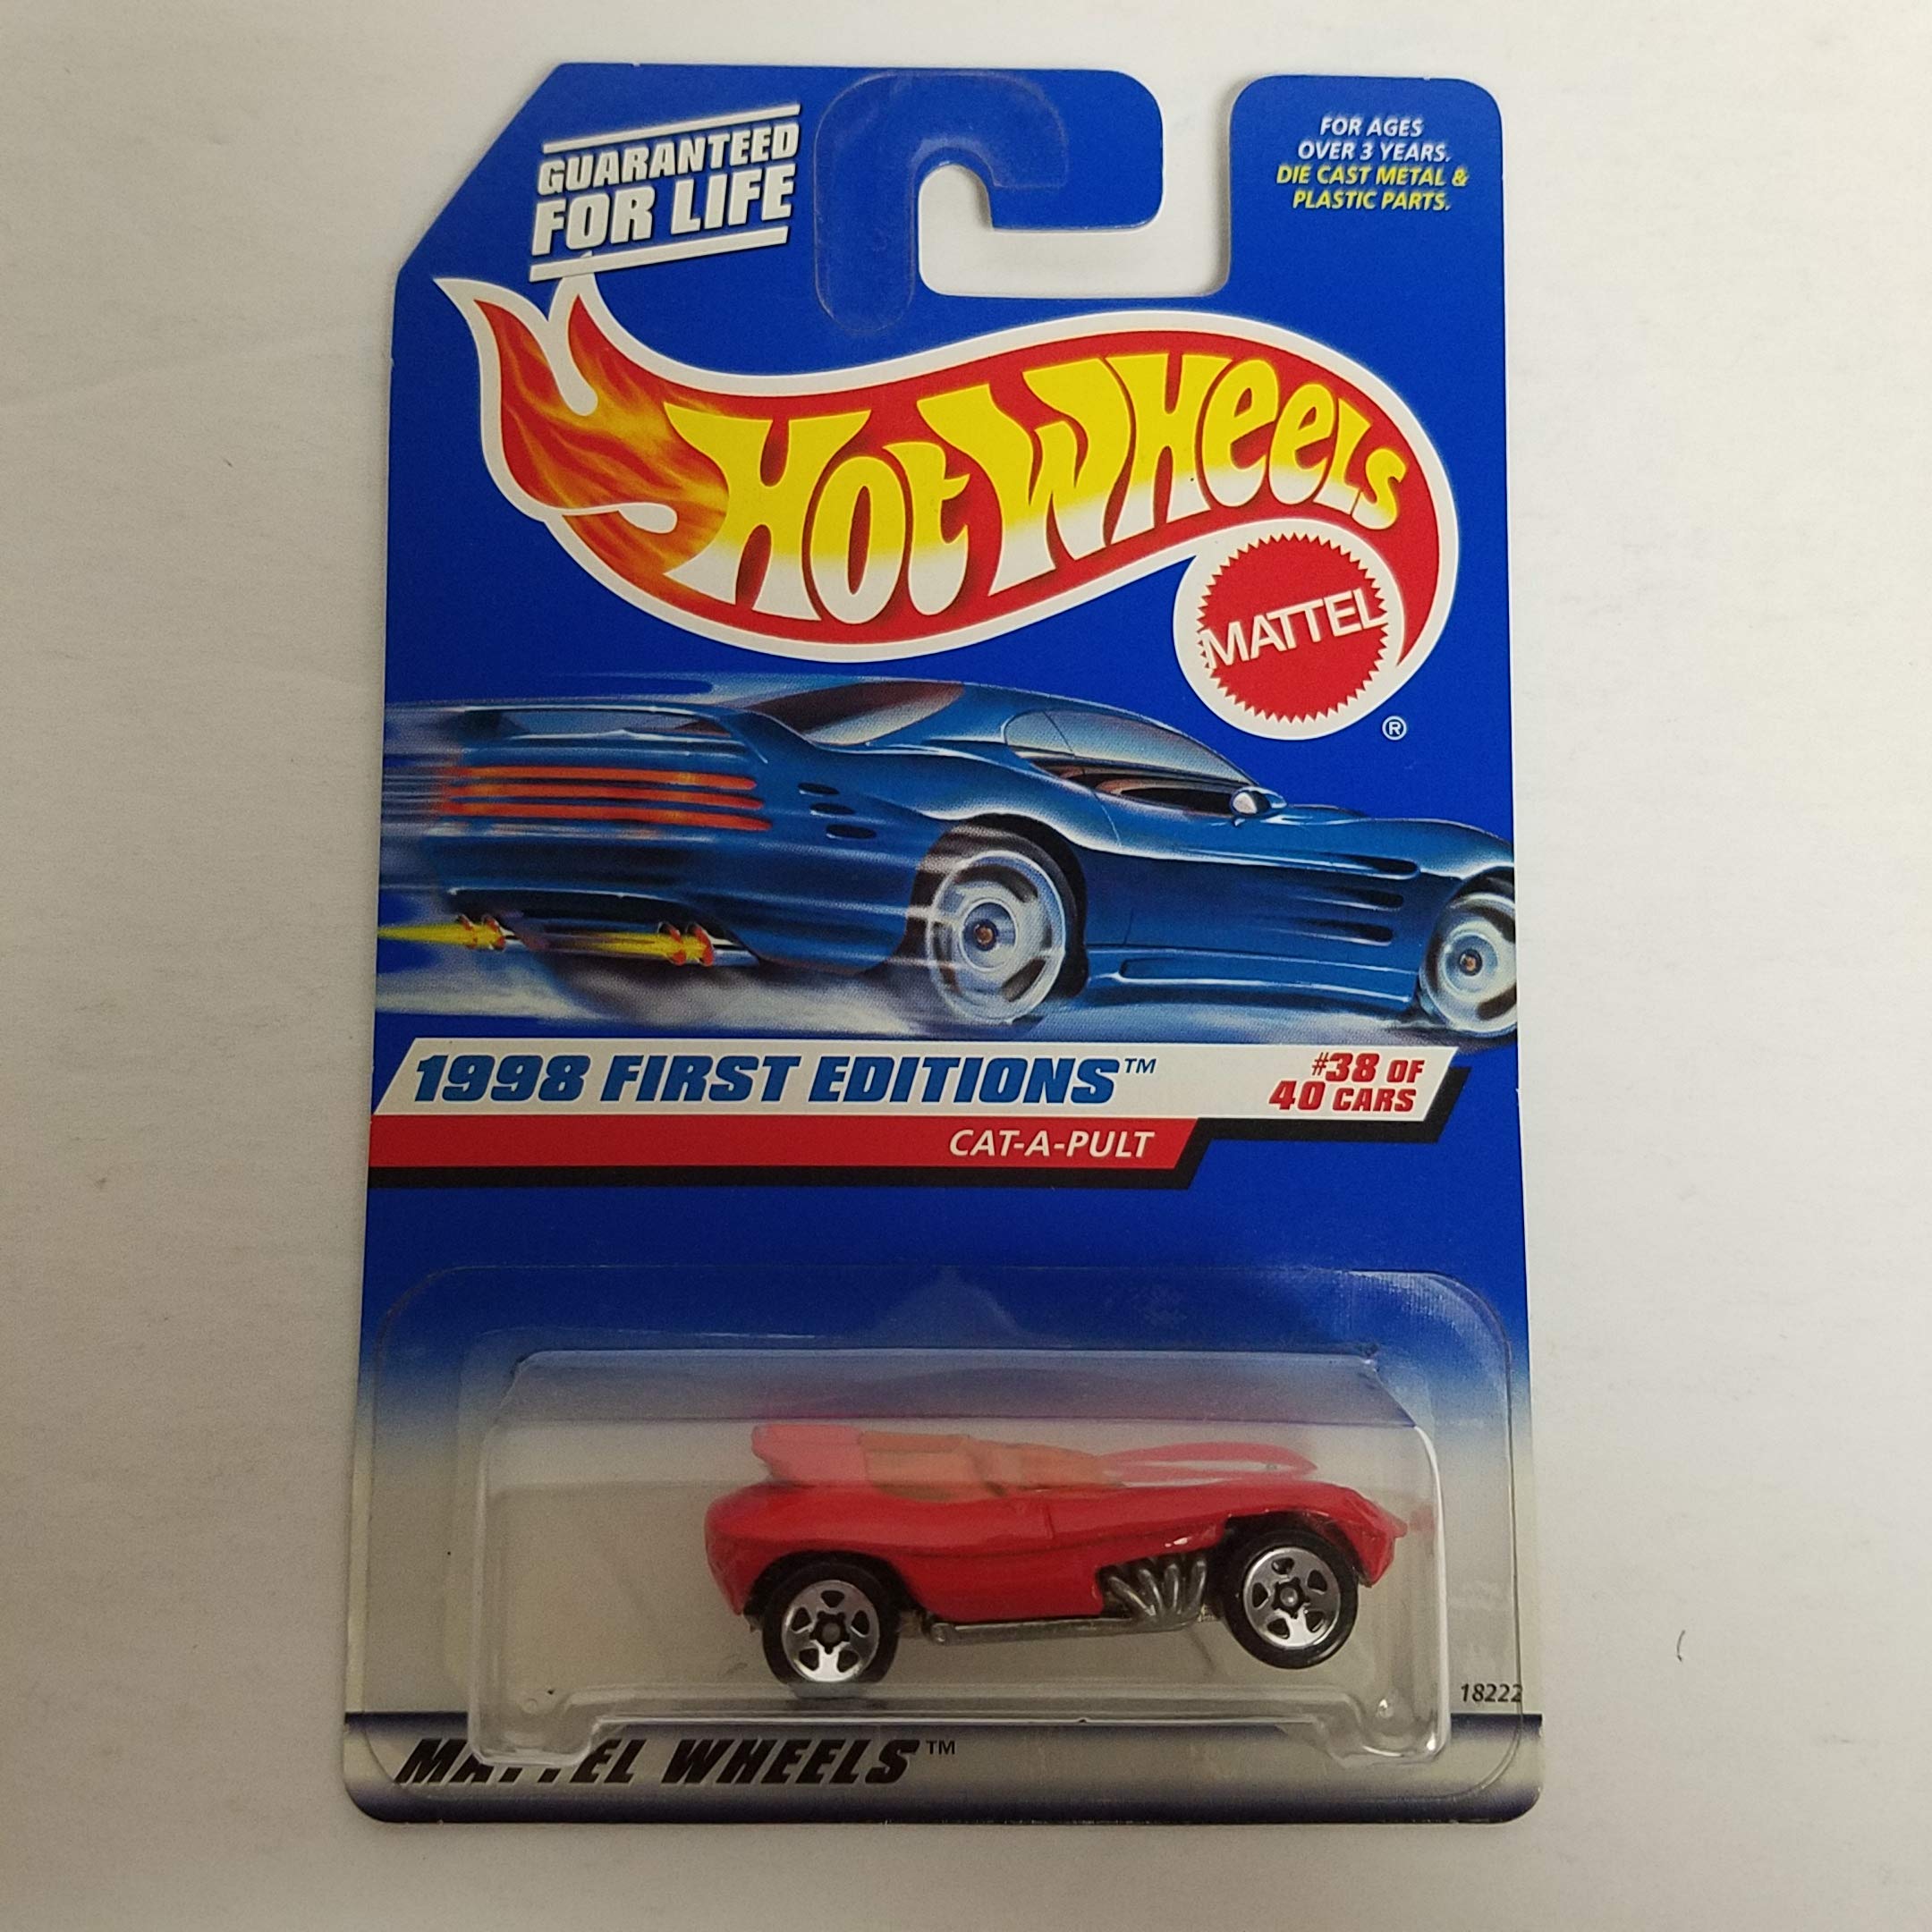 GUARANTEED
FOR LIFE
FOR AGES
OVER 3 YEARS.
DIE CAST METAL &
PLASTIC PARTS.
Hot Wheels
MATTEL
®
1998 FIRST EDITIONS™
#38 OF
40 CARS
CAT-A-PULT
18222
MATTEL WHEELS™